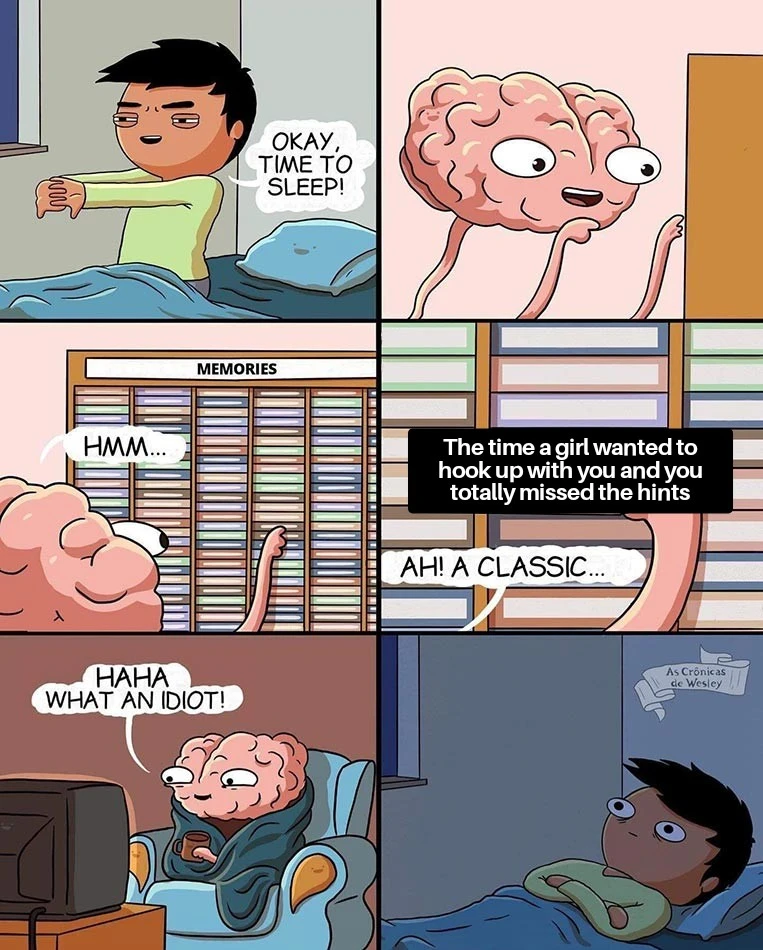 OKAY,
TIME TO
SLEEP!
MEMORIES
HMM...
The time a girl wanted to
hook up with you and you
totally missed the hints
AH! A CLASSIC...
HAHA
WHAT AN IDIOT!
As Crônicas
de Wesley